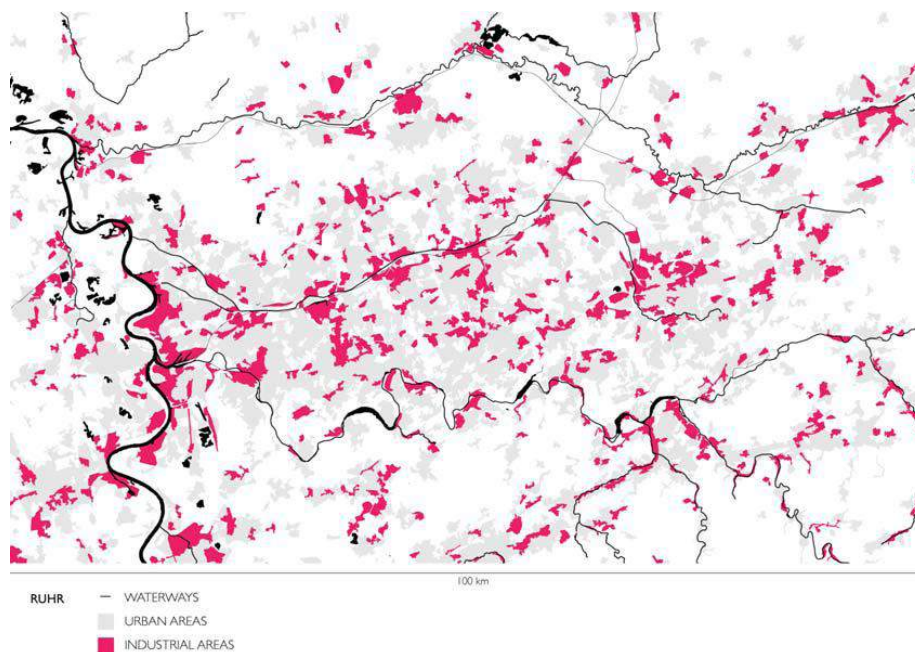 100 km
RUHR
WATERWAYS
URBAN AREAS
INDUSTRIAL AREAS